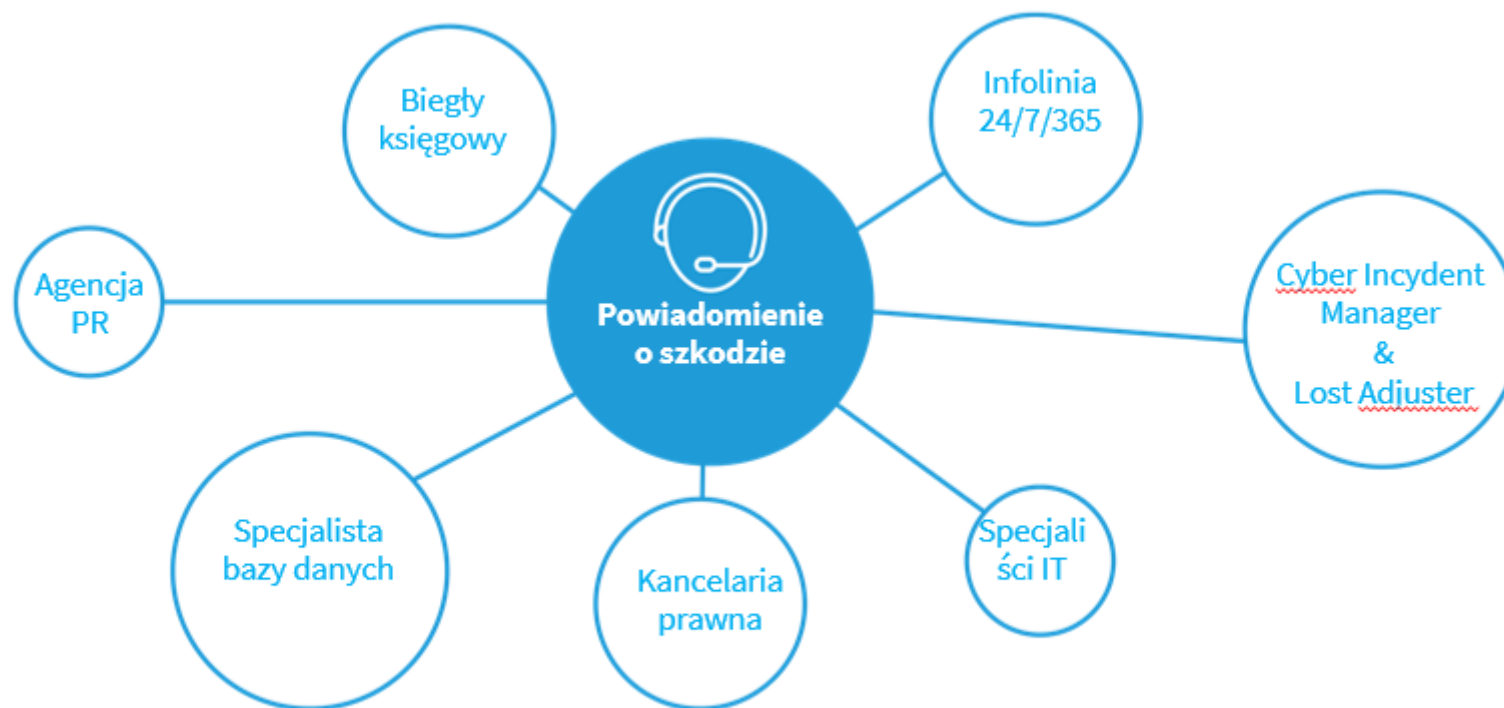 Biegły
księgowy
Infolinia
24/7/365
Agencja
PR
Powiadomienie
o szkodzie
Cyber Incydent
Manager
&
Lost Adjuster
Specjalista
bazy danych
Kancelaria
prawna
Specjali
ści IT